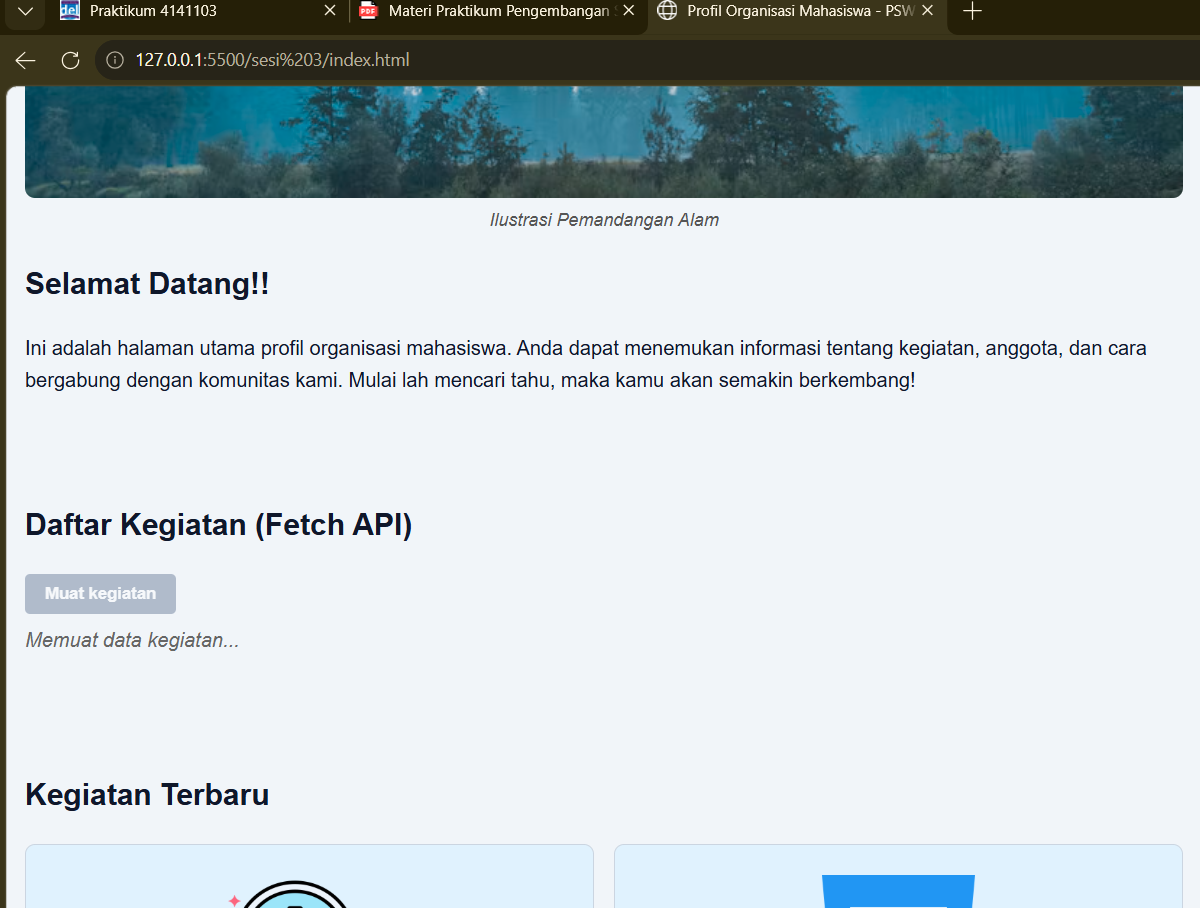 del Praktikum 4141103
PDF Materi Praktikum Pengembangan
Profil Organisasi Mahasiswa - PSW
127.0.0.1:5500/sesi%203/index.html
Ilustrasi Pemandangan Alam
Selamat Datang!!
Ini adalah halaman utama profil organisasi mahasiswa. Anda dapat menemukan informasi tentang kegiatan, anggota, dan cara
bergabung dengan komunitas kami. Mulai lah mencari tahu, maka kamu akan semakin berkembang!
Daftar Kegiatan (Fetch API)
Muat kegiatan
Memuat data kegiatan...
Kegiatan Terbaru